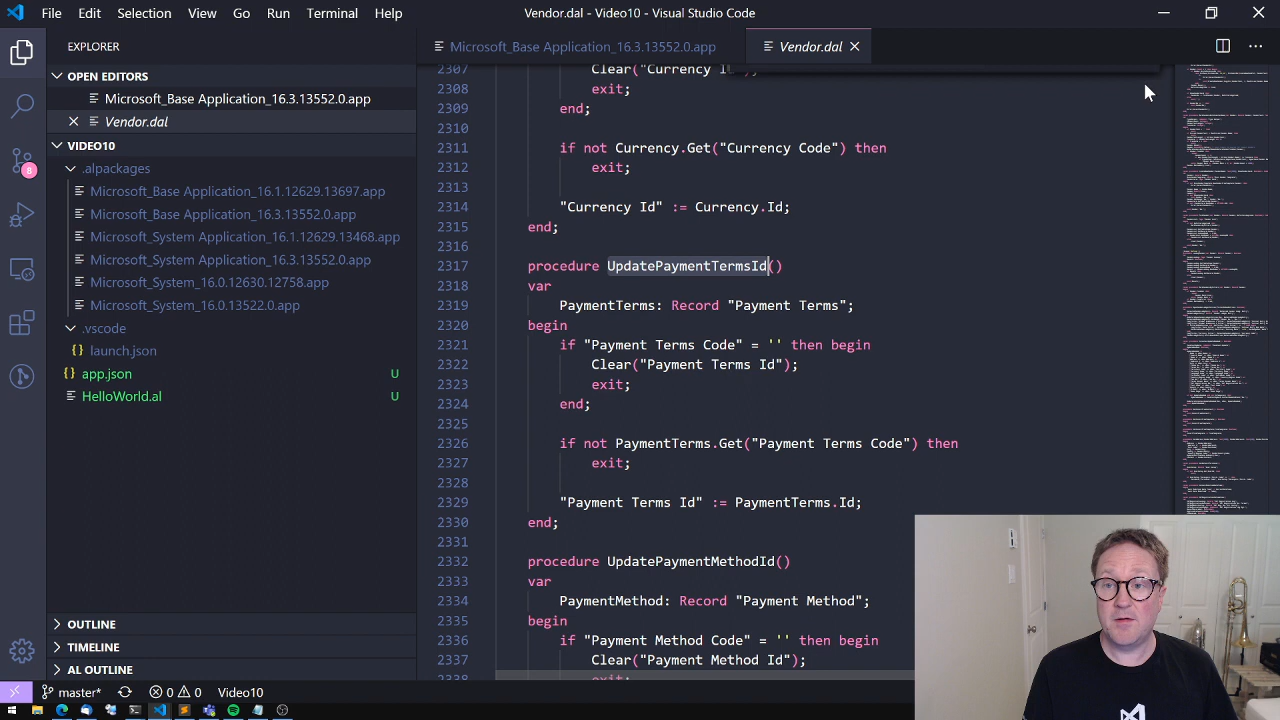 File Edit Selection View Go Run Terminal Help
Vendor.dal - Video10 - Visual Studio Code
EXPLORER
OPEN EDITORS
Microsoft_Base Application_16.3.13552.0.app
Vendor.dal
VIDEO10
.alpackages
Microsoft_Base Application_16.1.12629-13697.app
Microsoft_Base Application_16.3.13552.0.app
Microsoft_System Application_16.1.12629-13468.app
Microsoft_System Application_16.3.13552.0.app
Microsoft_System_16.0.12630.12758.app
Microsoft_System_16.0.13522.0.app
.vscode
launch.json
app.json U
HelloWorld.al U
OUTLINE
TIMELINE
AL OUTLINE
8
Microsoft_Base Application_16.3.13552.0.app
Vendor.dal
2307 Clear("Currency
2308 exit;
2309 end;
2310
2311 if not Currency.Get("Currency Code") then
2312 exit;
2313
2314 "Currency Id" := Currency.Id;
2315 end;
2316
2317 procedure UpdatePaymentTermsId()
2318 var
2319 PaymentTerms: Record "Payment Terms";
2320 begin
2321 if "Payment Terms Code" = '' then begin
2322 Clear("Payment Terms Id");
2323 exit;
2324 end;
2325
2326 if not PaymentTerms.Get("Payment Terms Code") then
2327 exit;
2328
2329 "Payment Terms Id" := PaymentTerms.Id;
2330 end;
2331
2332 procedure UpdatePaymentMethodId()
2333 var
2334 PaymentMethod: Record "Payment Method";
2335 begin
2336 if "Payment Method Code" = '' then begin
2337 Clear("Payment Method Id");
2338 exit;
master* 0 0 Video10